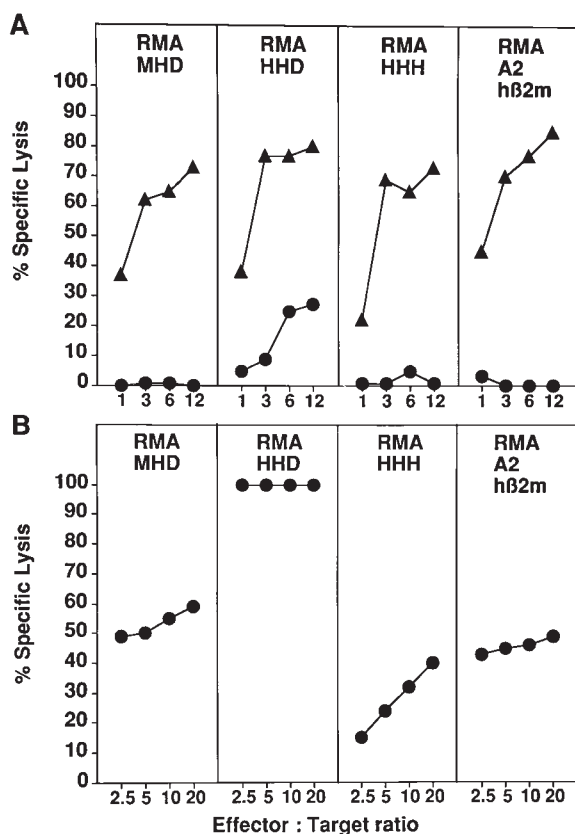 A
RMA
MHD
RMA
HHD
RMA
HHH
RMA
A2
hß2m
% Specific Lysis
100
90
80
70
60
50
40
30
20
10
0
1 3 6 12
1 3 6 12
1 3 6 12
1 3 6 12
B
RMA
MHD
RMA
HHD
RMA
HHH
RMA
A2
hß2m
% Specific Lysis
100
90
80
70
60
50
40
30
20
10
0
2.5 5 10 20
2.5 5 10 20
2.5 5 10 20
2.5 5 10 20
Effector : Target ratio